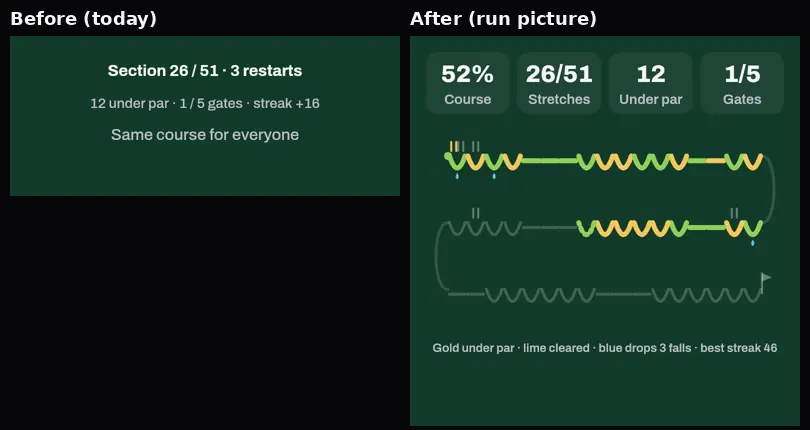 Before (today)
Section 26 / 51 · 3 restarts
12 under par · 1 / 5 gates · streak +16
Same course for everyone
After (run picture)
52% 26/51 12 1/5
Course Stretches Under par Gates
Gold under par · lime cleared · blue drops 3 falls · best streak 46